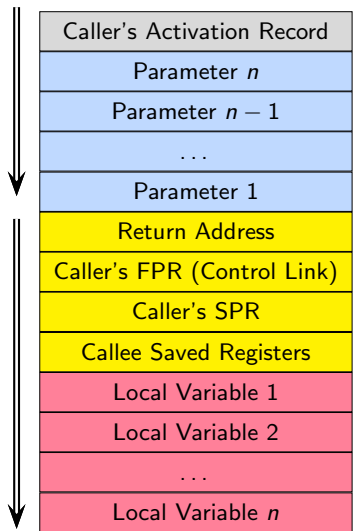 Caller's Activation Record
Parameter n
Parameter n − 1
...
Parameter 1
Return Address
Caller's FPR (Control Link)
Caller's SPR
Callee Saved Registers
Local Variable 1
Local Variable 2
...
Local Variable n